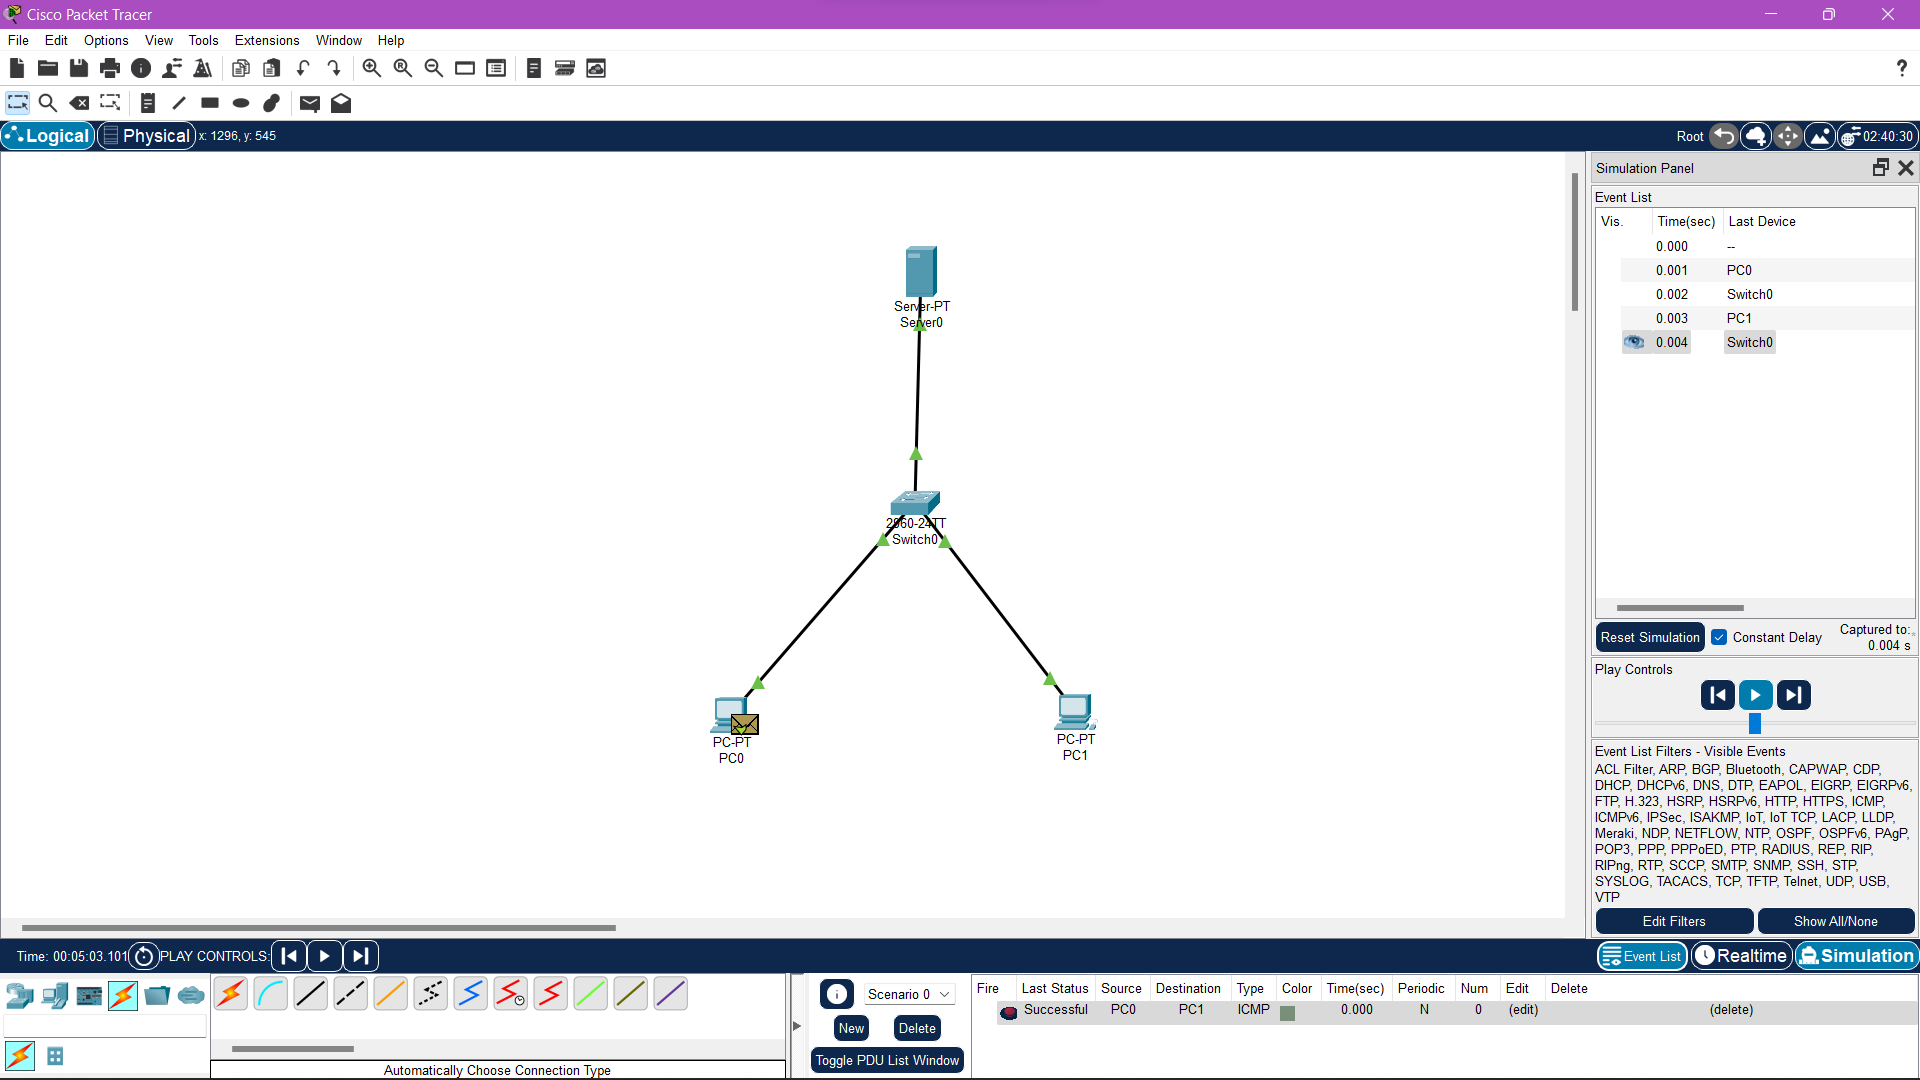 Cisco Packet Tracer
File Edit Options View Tools Extensions Window Help
?
Logical Physical x: 1296, y: 545 Root 02:40:30
Simulation Panel
Event List
Vis. Time(sec) Last Device
0.000 --
0.001 PC0
0.002 Switch0
0.003 PC1
0.004 Switch0
Server-PT
Server0
2960-24TT
Switch0
PC-PT
PC0
PC-PT
PC1
Reset Simulation Constant Delay Captured to:
0.004 s
Play Controls
Event List Filters - Visible Events
ACL Filter, ARP, BGP, Bluetooth, CAPWAP, CDP,
DHCP, DHCPv6, DNS, DTP, EAPOL, EIGRP, EIGRPv6,
FTP, H.323, HSRP, HSRPv6, HTTP, HTTPS, ICMP,
ICMPv6, IPSec, ISAKMP, IoT, IoT TCP, LACP, LLDP,
Meraki, NDP, NETFLOW, NTP, OSPF, OSPFv6, PAgP,
POP3, PPP, PPPoED, PTP, RADIUS, REP, RIP,
RIPng, RTP, SCCP, SMTP, SNMP, SSH, STP,
SYSLOG, TACACS, TCP, TFTP, Telnet, UDP, USB,
VTP
Edit Filters Show All/None
Time: 00:05:03.101 PLAY CONTROLS: Event List Realtime Simulation
Scenario 0
New Delete
Toggle PDU List Window
Fire Last Status Source Destination Type Color Time(sec) Periodic Num Edit Delete
Successful PC0 PC1 ICMP 0.000 N 0 (edit) (delete)
Automatically Choose Connection Type